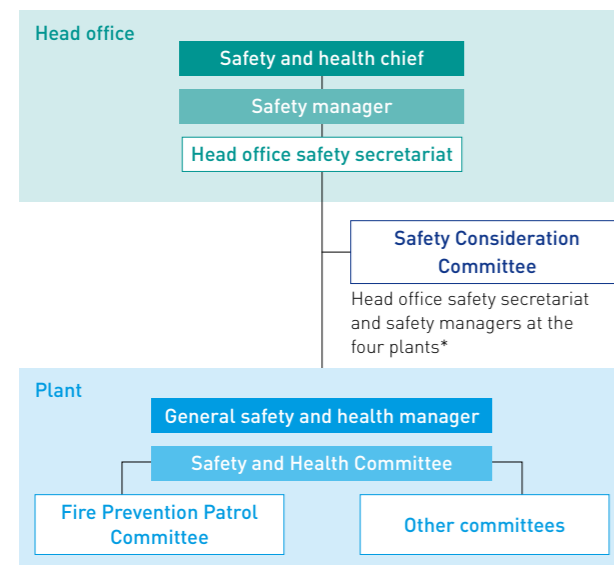 Head office
Safety and health chief
Safety manager
Head office safety secretariat
Safety Consideration
Committee
Head office safety secretariat
and safety managers at the
four plants*
Plant
General safety and health manager
Safety and Health Committee
Fire Prevention Patrol
Committee
Other committees